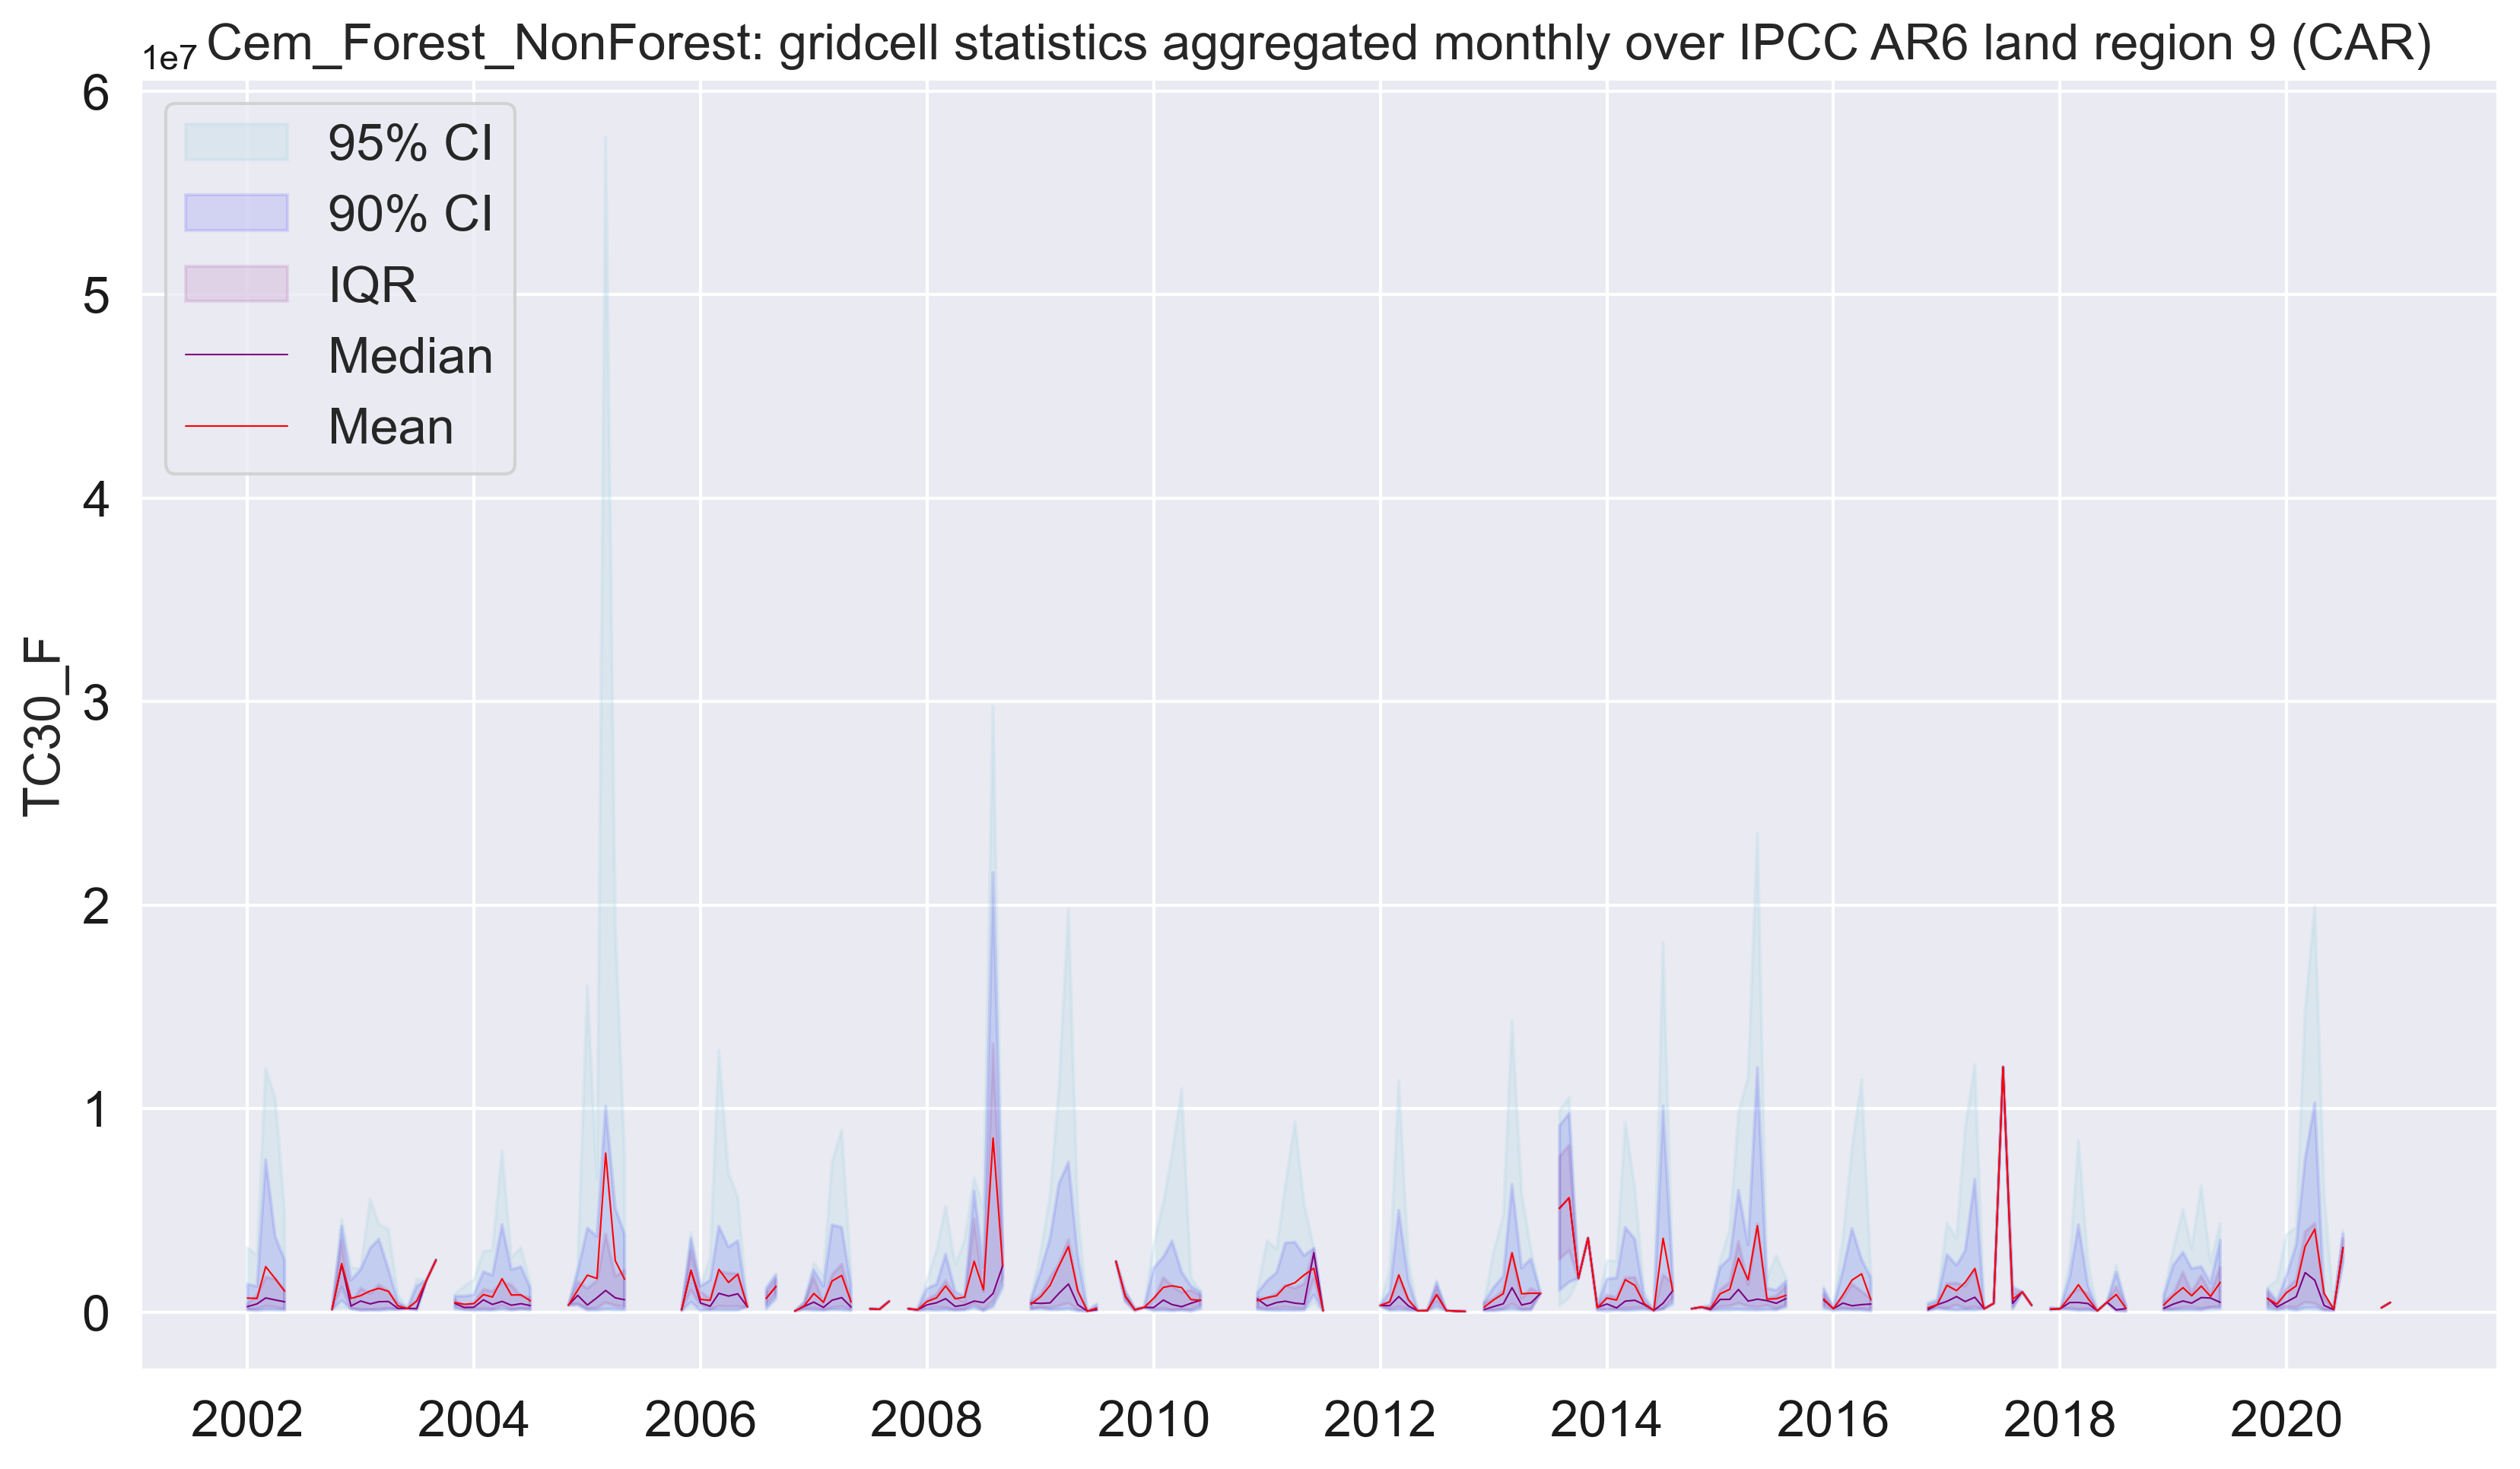 1e7 Cem_Forest_NonForest: gridcell statistics aggregated monthly over IPCC AR6 land region 9 (CAR)
6
5
4
3
2
1
0
TC30_F
95% CI
90% CI
IQR
Median
Mean
2002 2004 2006 2008 2010 2012 2014 2016 2018 2020